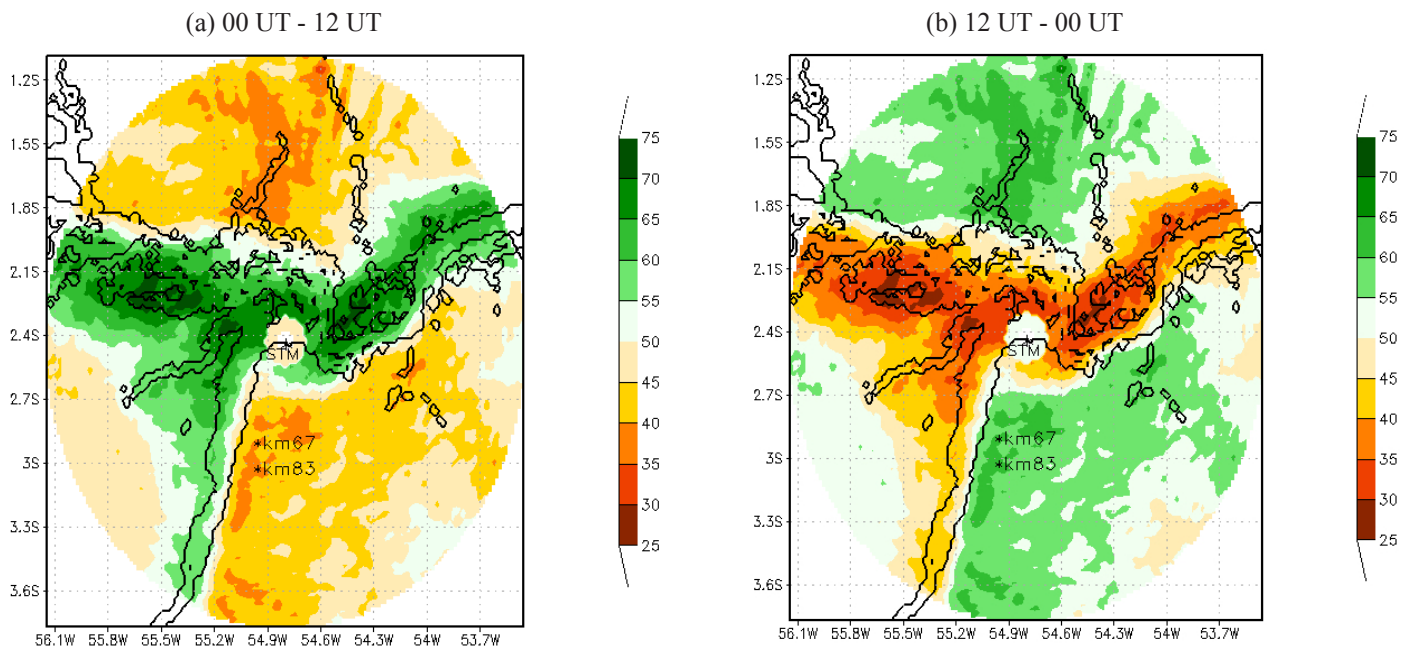 (a) 00 UT - 12 UT
(b) 12 UT - 00 UT
1.2S
1.5S
1.8S
2.1S
2.4S
2.7S
3S
3.3S
3.6S
56.1W 55.8W 55.5W 55.2W 54.9W 54.6W 54.3W 54W 53.7W
STM
km67
km83
75
70
65
60
55
50
45
40
35
30
25
1.2S
1.5S
1.8S
2.1S
2.4S
2.7S
3S
3.3S
3.6S
56.1W 55.8W 55.5W 55.2W 54.9W 54.6W 54.3W 54W 53.7W
STM
km67
km83
75
70
65
60
55
50
45
40
35
30
25